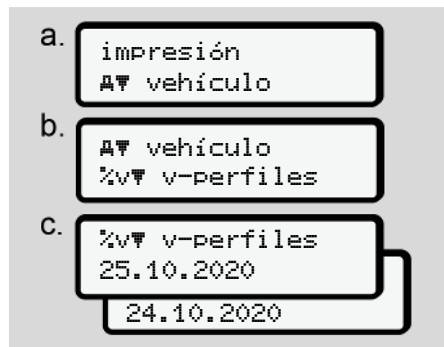 a.
impresión
A▼ vehículo
b.
A▼ vehículo
%v▼ v-perfiles
c.
%v▼ v-perfiles
25.10.2020
24.10.2020